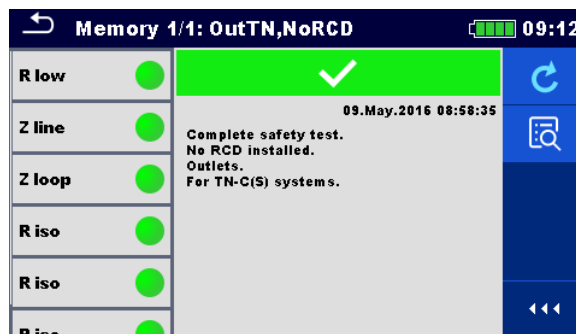 Memory 1/1: OutTN,NoRCD
09:12
R low
Z line
Z loop
R iso
R iso
R iso
09.May.2016 08:58:35
Complete safety test.
No RCD installed.
Outlets.
For TN-C(S) systems.